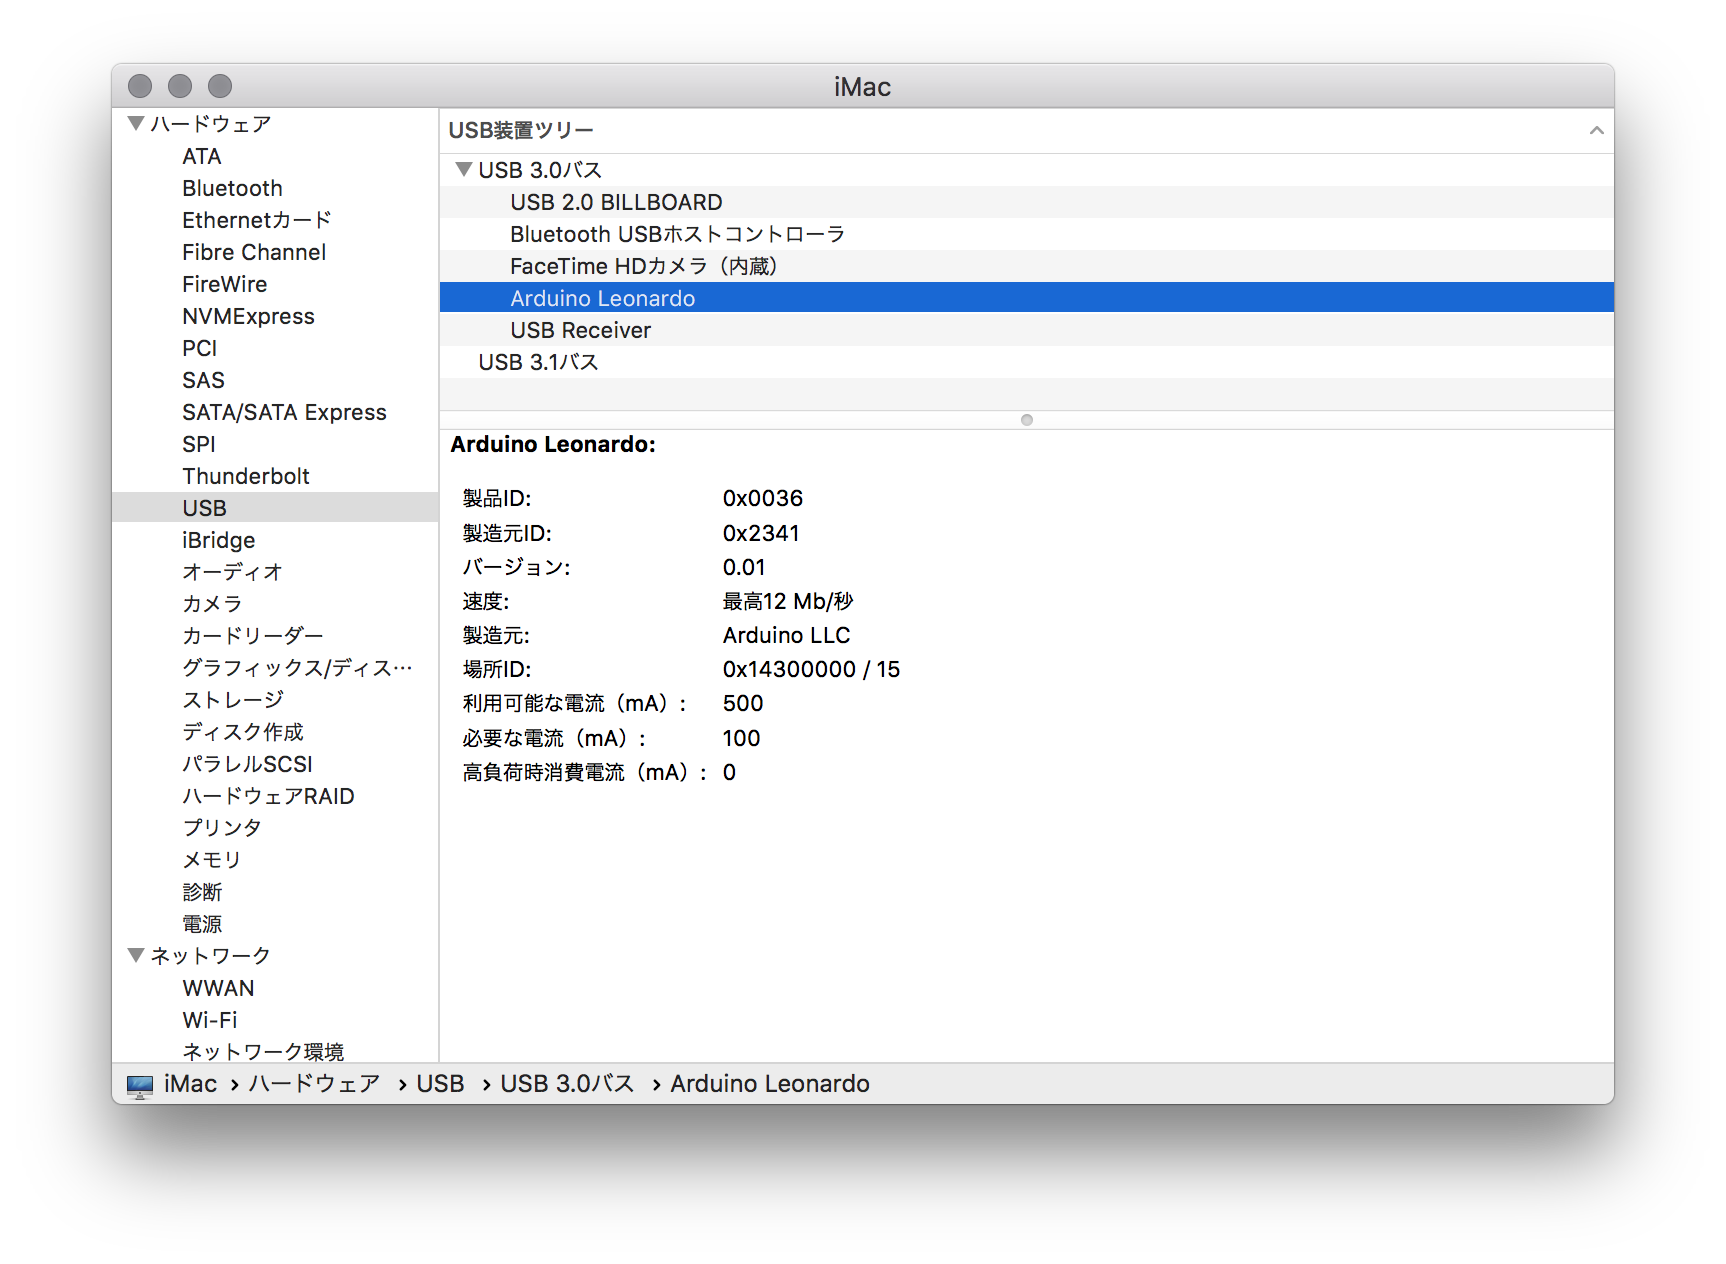 iMac
ハードウェア
ATA
Bluetooth
Ethernetカード
Fibre Channel
FireWire
NVMExpress
PCI
SAS
SATA/SATA Express
SPI
Thunderbolt
USB
iBridge
オーディオ
カメラ
カードリーダー
グラフィックス/ディス…
ストレージ
ディスク作成
パラレルSCSI
ハードウェアRAID
プリンタ
メモリ
診断
電源
ネットワーク
WWAN
Wi-Fi
ネットワーク環境
USB装置ツリー
USB 3.0バス
USB 2.0 BILLBOARD
Bluetooth USBホストコントローラ
FaceTime HDカメラ（内蔵）
Arduino Leonardo
USB Receiver
USB 3.1バス
Arduino Leonardo:
製品ID: 0x0036
製造元ID: 0x2341
バージョン: 0.01
速度: 最高12 Mb/秒
製造元: Arduino LLC
場所ID: 0x14300000 / 15
利用可能な電流（mA）: 500
必要な電流（mA）: 100
高負荷時消費電流（mA）: 0
iMac › ハードウェア › USB › USB 3.0バス › Arduino Leonardo